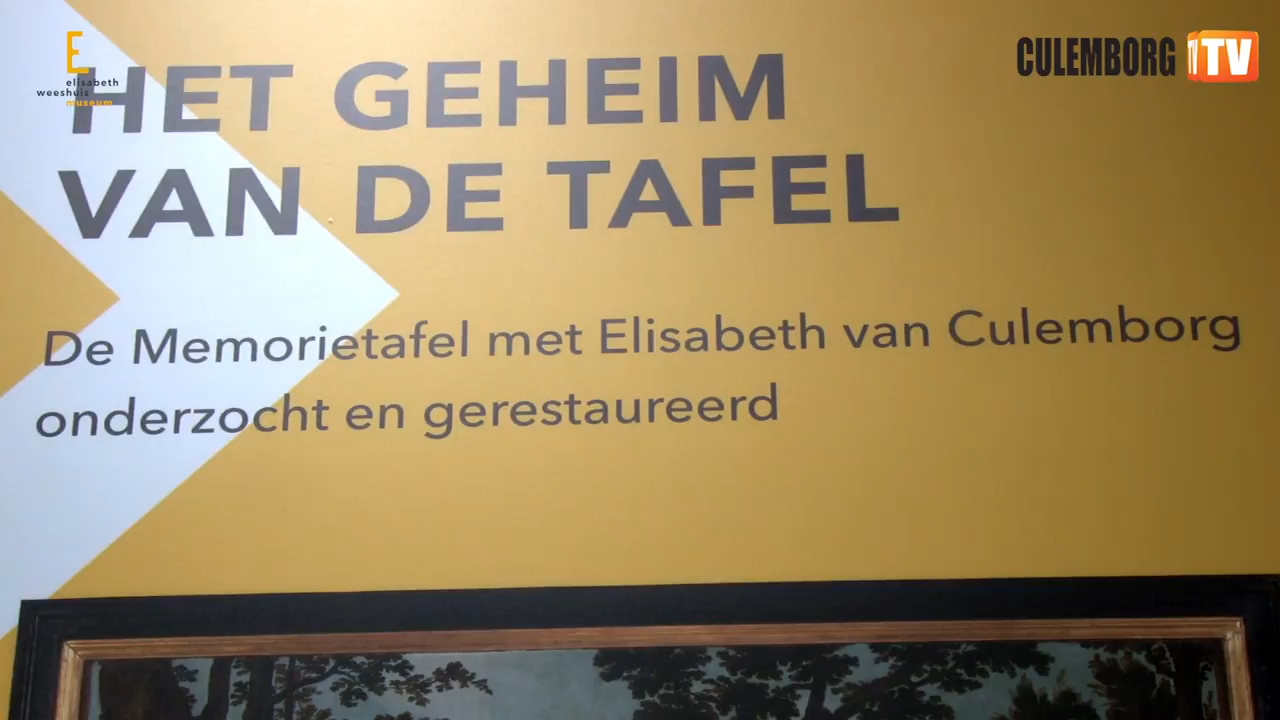 E
elisabeth
weeshuis
museum
CULEMBORG TV
HET GEHEIM
VAN DE TAFEL
De Memorietafel met Elisabeth van Culemborg
onderzocht en gerestaureerd